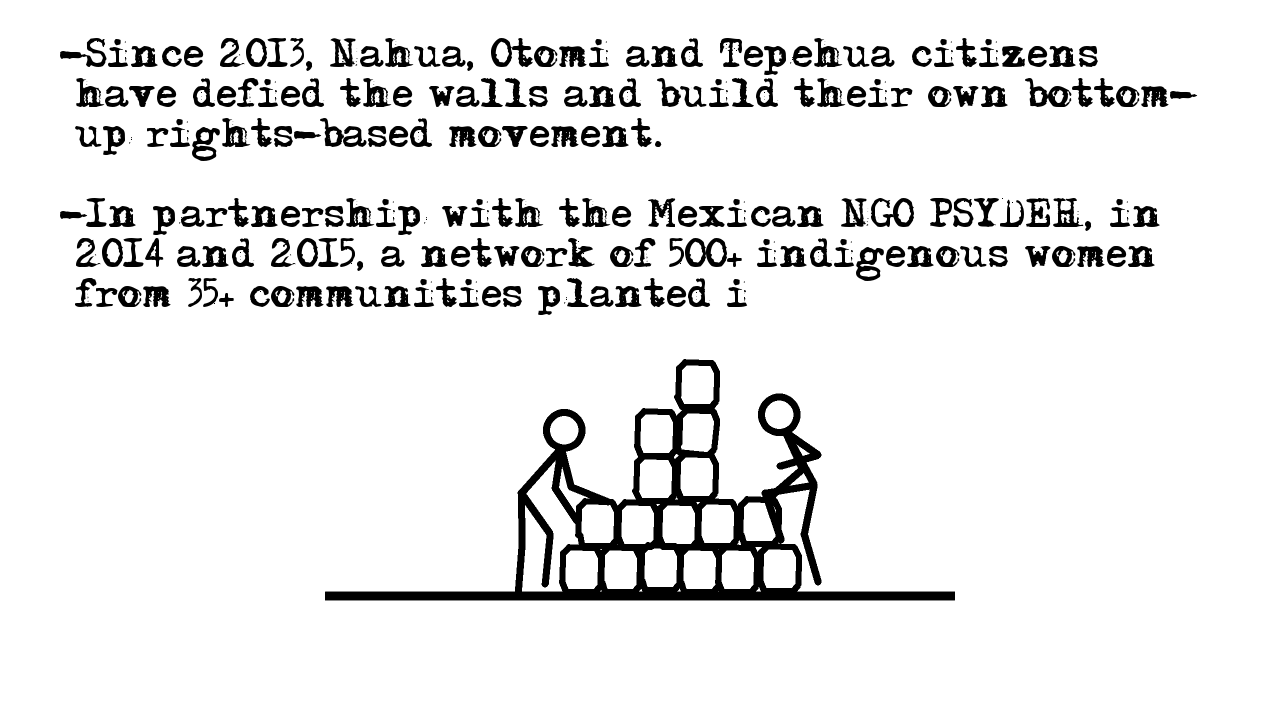 -Since 2013, Nahua, Otomi and Tepehua citizens
have defied the walls and build their own bottom-
up rights-based movement.
-In partnership with the Mexican NGO PSYDEH, in
2014 and 2015, a network of 500+ indigenous women
from 35+ communities planted i